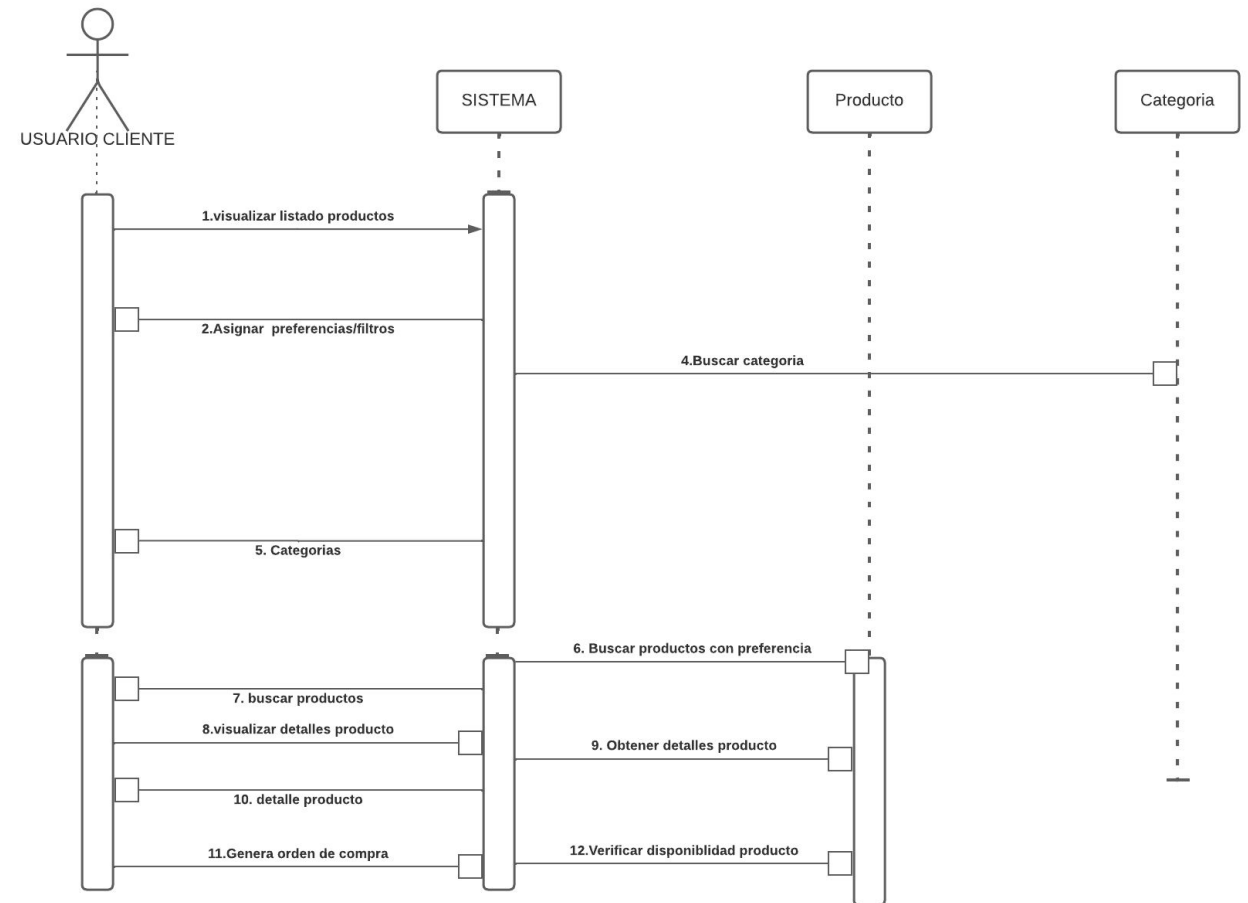 USUARIO CLIENTE
SISTEMA
Producto
Categoria
1.visualizar listado productos
2.Asignar  preferencias/filtros
4.Buscar categoria
5. Categorias
6. Buscar productos con preferencia
7. buscar productos
8.visualizar detalles producto
9. Obtener detalles producto
10. detalle producto
11.Genera orden de compra
12.Verificar disponiblidad producto